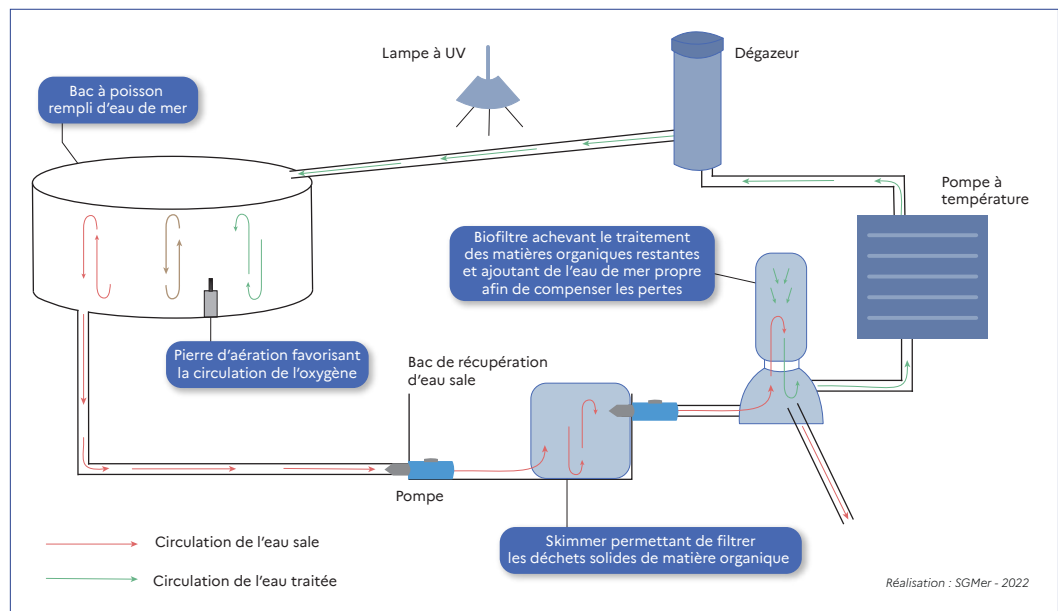 Lampe à UV
Dégazeur
Bac à poisson
rempli d'eau de mer
Pompe à
température
Biofiltre achevant le traitement
des matières organiques restantes
et ajoutant de l'eau de mer propre
afin de compenser les pertes
Pierre d'aération favorisant
la circulation de l'oxygène
Bac de récupération
d'eau sale
Pompe
Skimmer permettant de filtrer
les déchets solides de matière organique
Circulation de l'eau sale
Circulation de l'eau traitée
Réalisation : SGMer - 2022